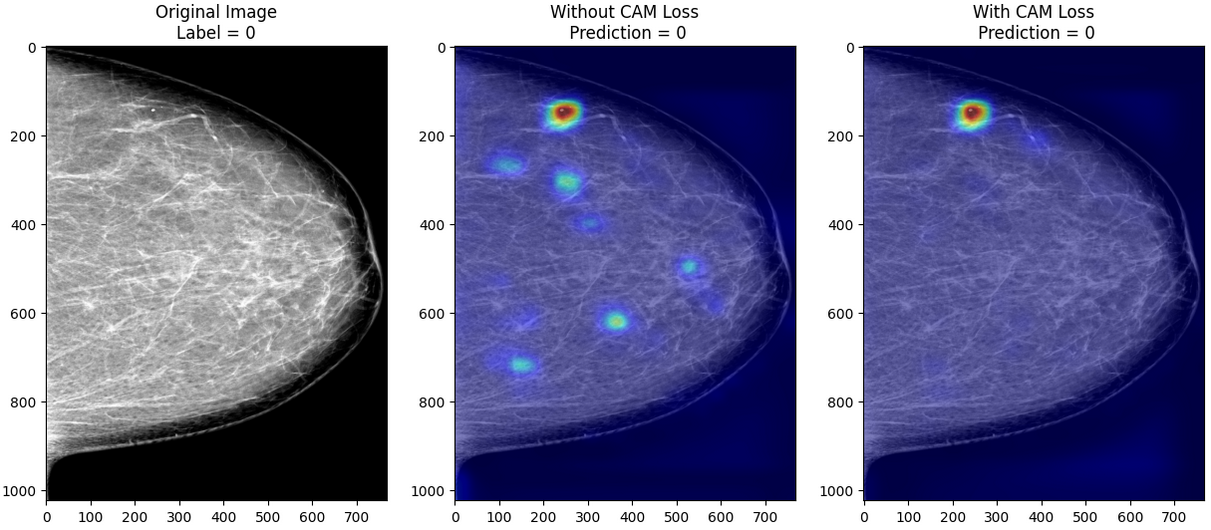 Original Image
Label = 0
Without CAM Loss
Prediction = 0
With CAM Loss
Prediction = 0
0
200
400
600
800
1000
0 100 200 300 400 500 600 700
0
200
400
600
800
1000
0 100 200 300 400 500 600 700
0
200
400
600
800
1000
0 100 200 300 400 500 600 700